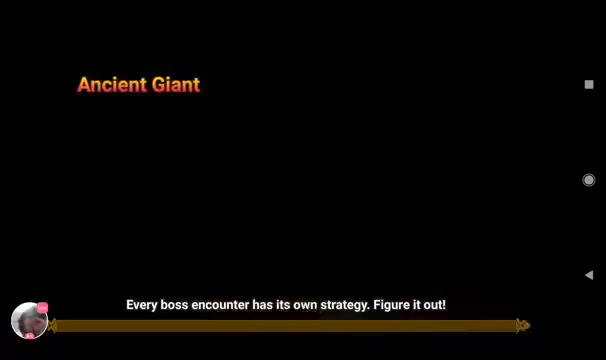 Ancient Giant
Every boss encounter has its own strategy. Figure it out!